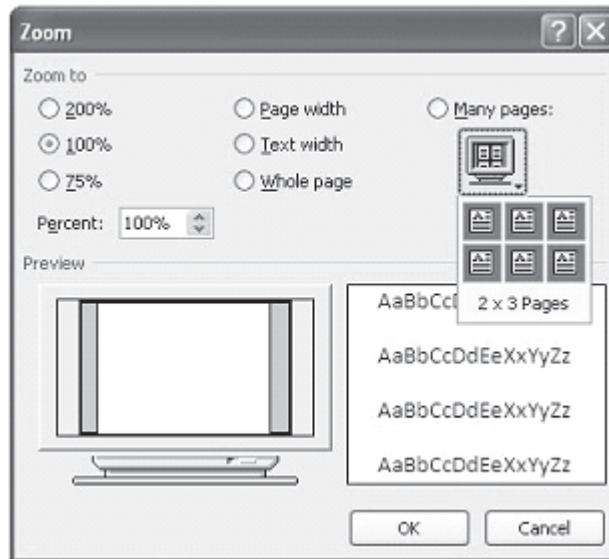 Zoom
Zoom to
200% Page width Many pages:
100% Text width
75% Whole page
Percent: 100%
Preview
2 x 3 Pages
AaBbCcD
AaBbCcDdEeXxYyZz
AaBbCcDdEeXxYyZz
AaBbCcDdEeXxYyZz
OK Cancel